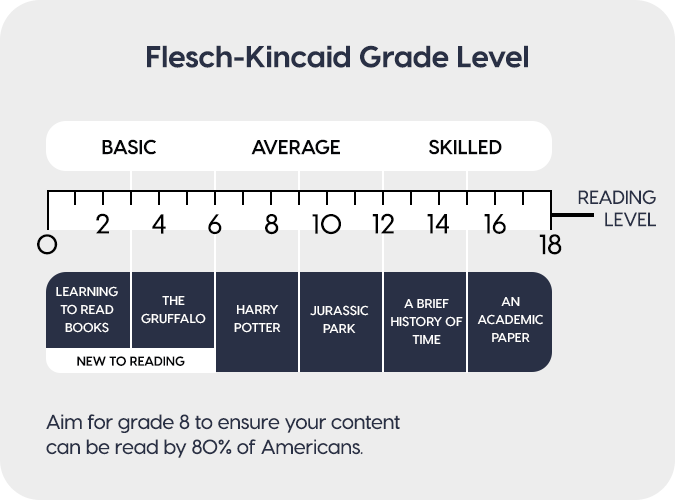 Flesch-Kincaid Grade Level
BASIC AVERAGE SKILLED
READING
LEVEL
2 4 6 8 10 12 14 16
0 18
LEARNING
TO READ
BOOKS
THE
GRUFFALO
HARRY
POTTER
JURASSIC
PARK
A BRIEF
HISTORY OF
TIME
AN
ACADEMIC
PAPER
NEW TO READING
Aim for grade 8 to ensure your content
can be read by 80% of Americans.